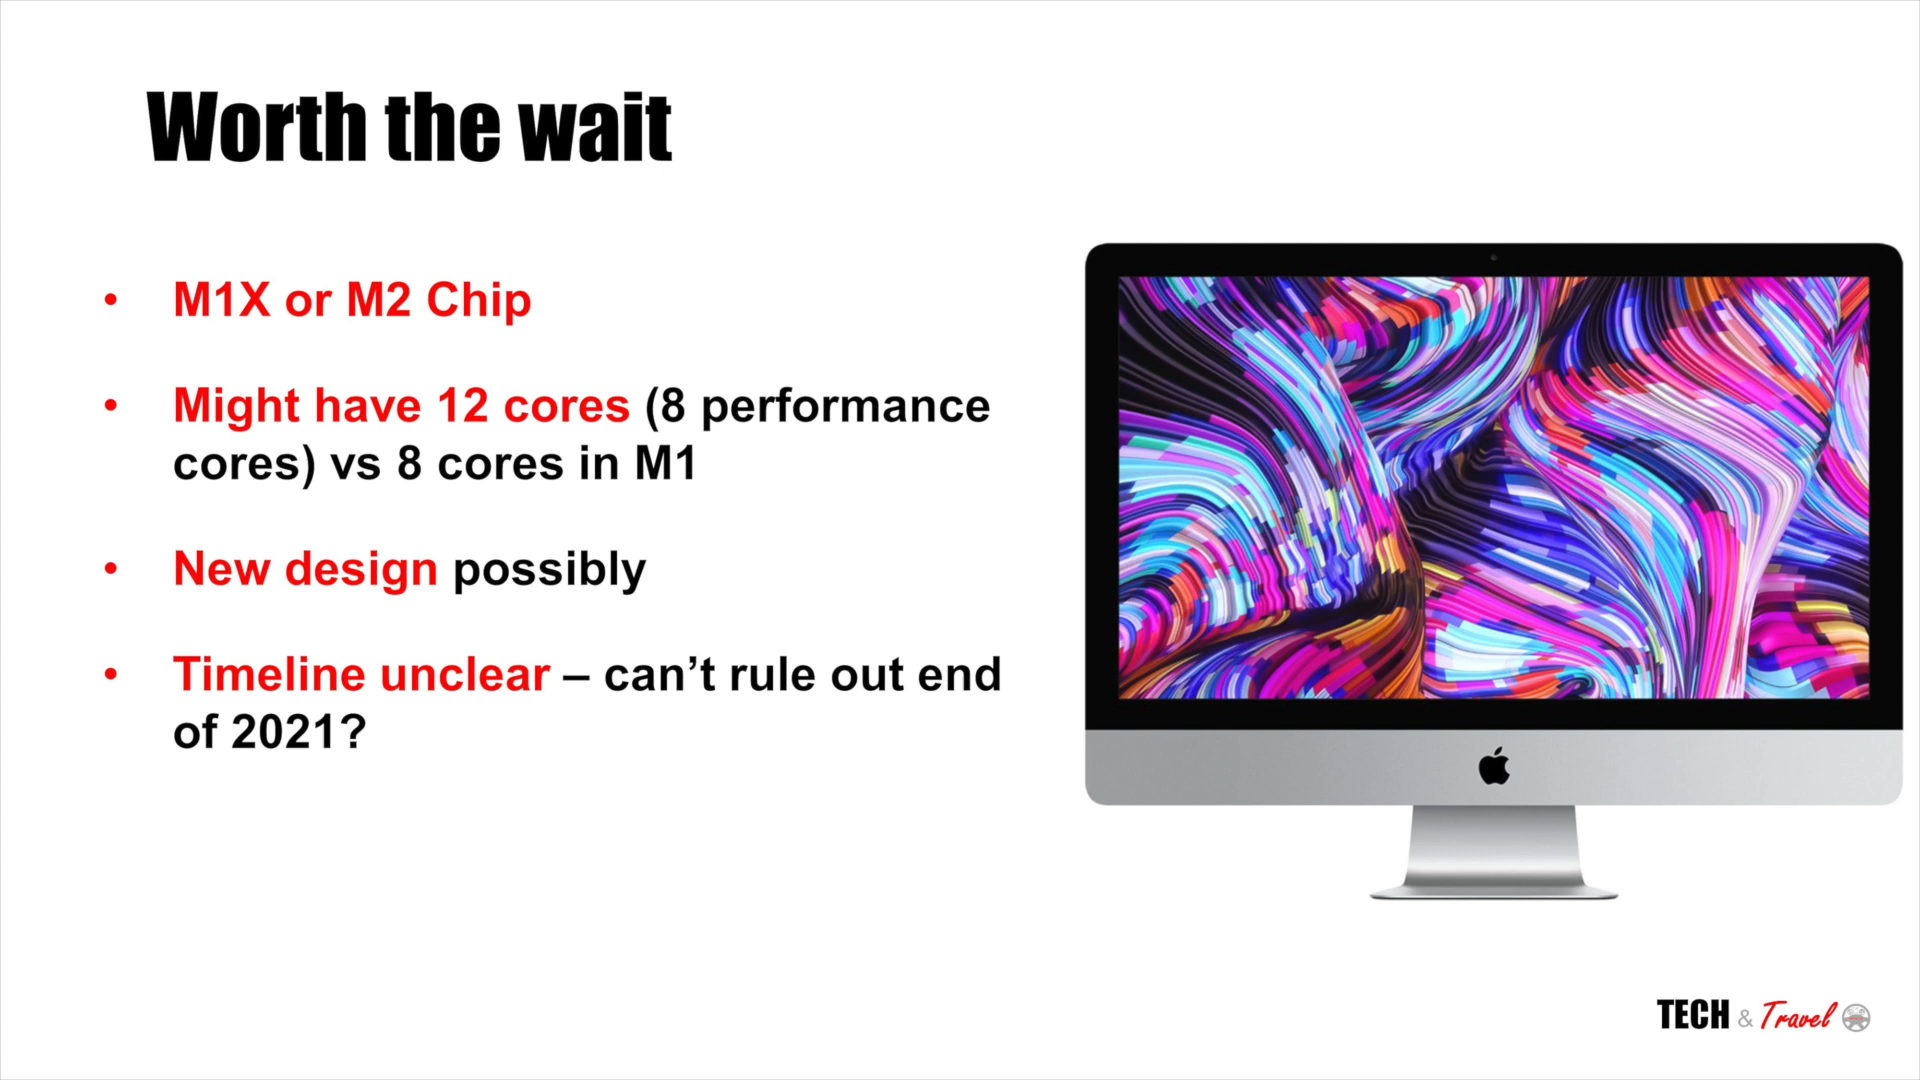 Worth the wait
• M1X or M2 Chip
• Might have 12 cores (8 performance
cores) vs 8 cores in M1
• New design possibly
• Timeline unclear – can’t rule out end
of 2021?
TECH & Travel